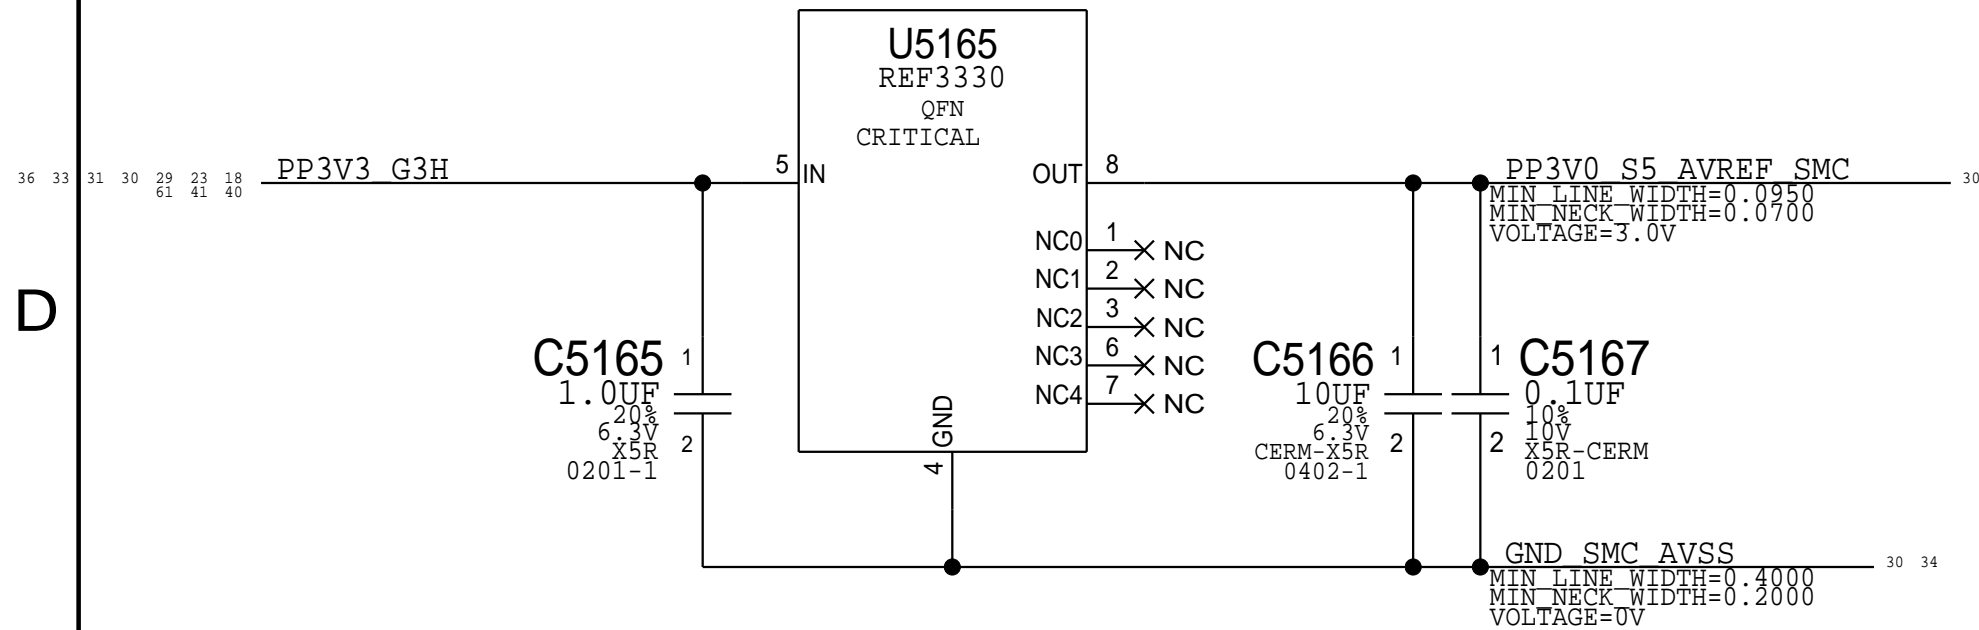 U5165
REF3330
QFN
CRITICAL
36 33 31 30 29 23 18
61 41 40
PP3V3_G3H
5 IN
OUT 8
PP3V0_S5_AVREF_SMC
30
MIN_LINE_WIDTH=0.0950
MIN_NECK_WIDTH=0.0700
VOLTAGE=3.0V
NC0 1 NC
NC1 2 NC
NC2 3 NC
NC3 6 NC
NC4 7 NC
GND
4
D
C5165
1.0UF
20%
6.3V
X5R
0201-1
1
2
C5166
10UF
20%
6.3V
CERM-X5R
0402-1
1
2
1
2
C5167
0.1UF
10%
10V
X5R-CERM
0201
GND_SMC_AVSS
30 34
MIN_LINE_WIDTH=0.4000
MIN_NECK_WIDTH=0.2000
VOLTAGE=0V